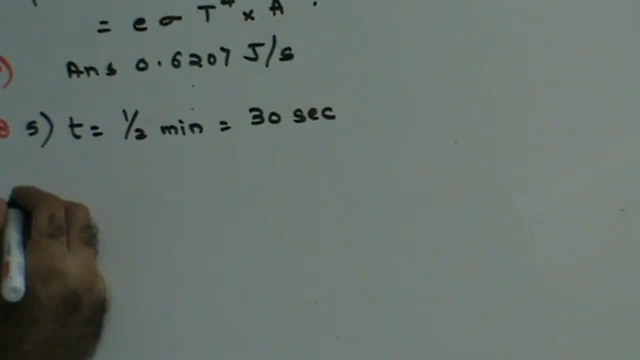 = e σ T⁴ × A
Ans 0.6207 J/s
5) t = ½ min = 30 sec